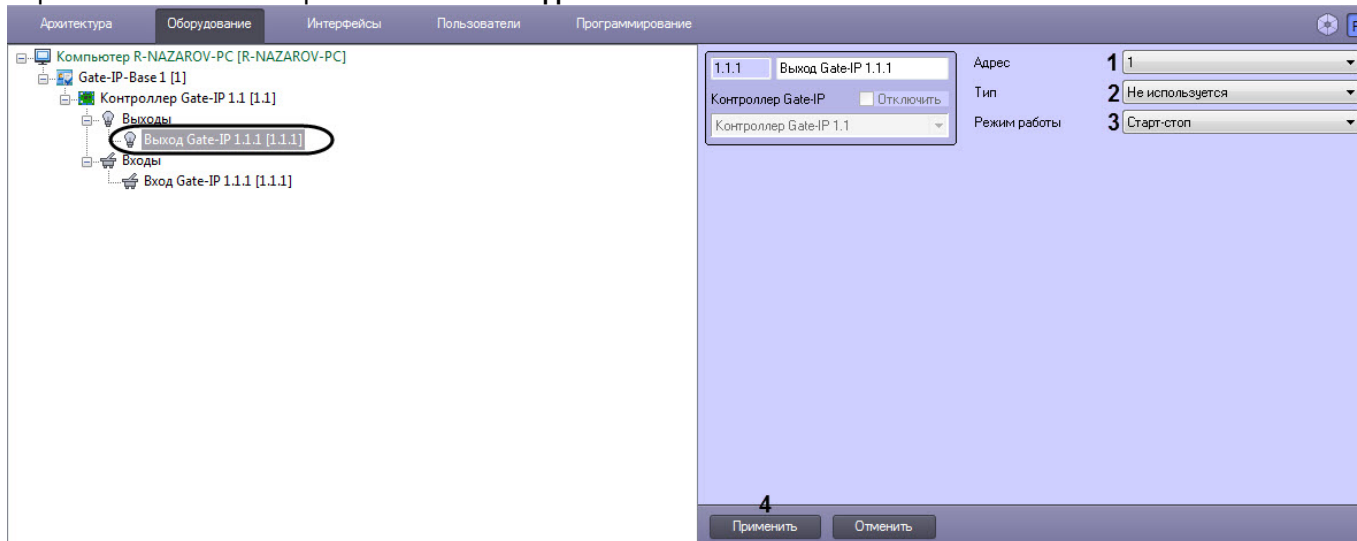 Архитектура Оборудование Интерфейсы Пользователи Программирование
Компьютер R-NAZAROV-PC [R-NAZAROV-PC]
Gate-IP-Base 1 [1]
Контроллер Gate-IP 1.1 [1.1]
Выходы
Выход Gate-IP 1.1.1 [1.1.1]
Входы
Вход Gate-IP 1.1.1 [1.1.1]
1.1.1 Выход Gate-IP 1.1.1
Контроллер Gate-IP Отключить
Контроллер Gate-IP 1.1
Адрес 1 1
Тип 2 Не используется
Режим работы 3 Старт-стоп
4
Применить Отменить